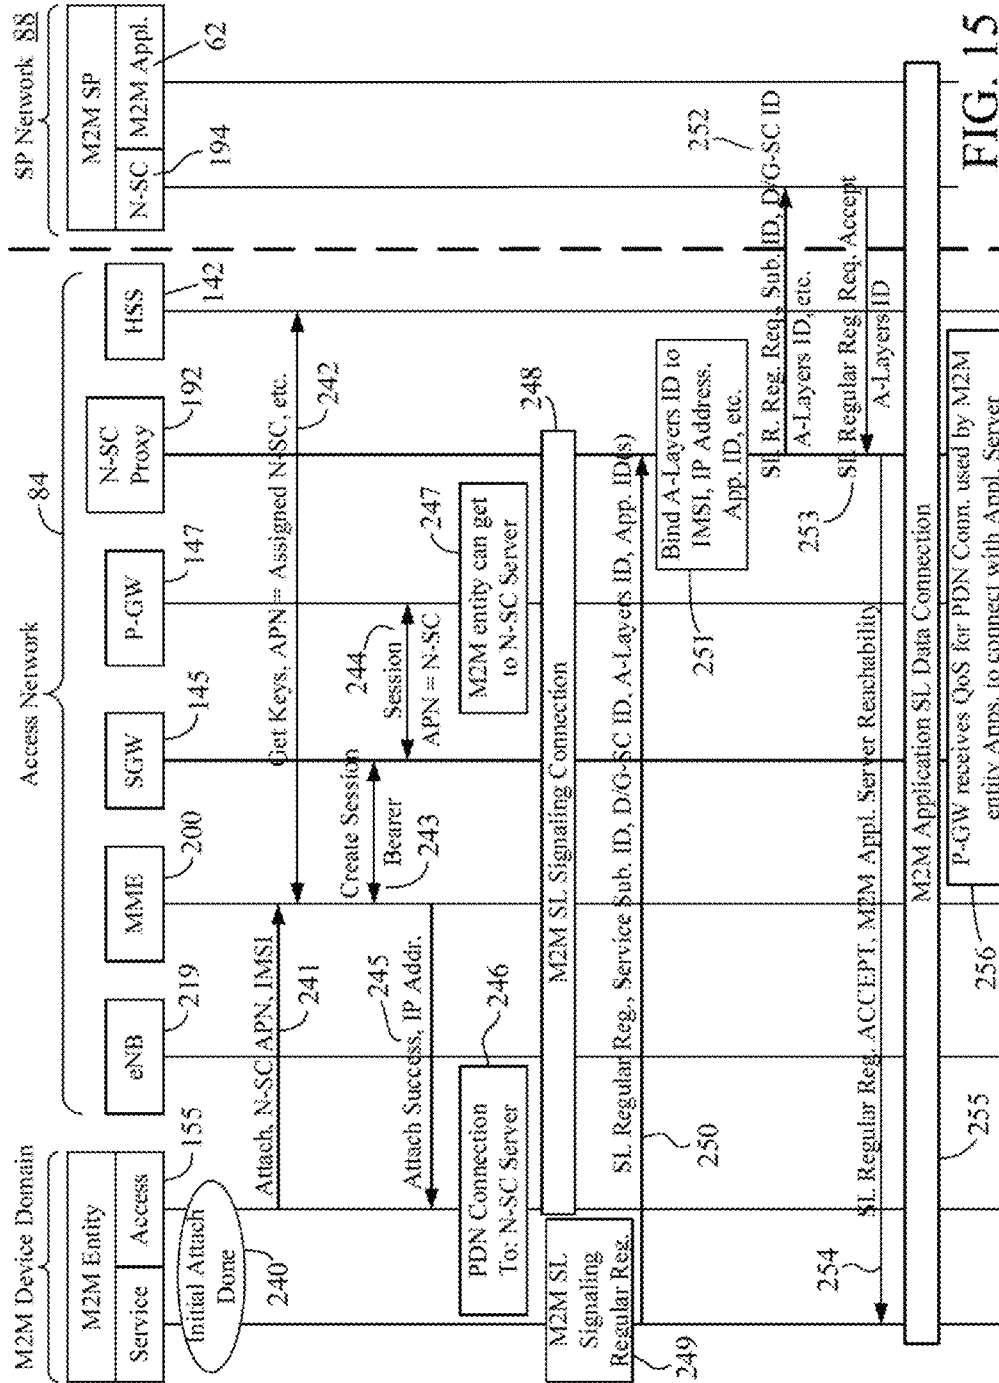 M2M Device Domain
Access Network
84
SP Network 88
M2M Entity
Service
Access
155
eNB
219
MME
200
SGW
145
P-GW
147
N-SC
Proxy
192
HSS
142
M2M SP
N-SC
M2M Appl.
194
62
Initial Attach
Done
240
Attach, N-SC APN, IMSI
241
Get Keys, APN = Assigned N-SC, etc.
242
Create Session
Bearer
243
244
Session
APN = N-SC
245
Attach Success, IP Addr.
PDN Connection
To: N-SC Server
246
M2M entity can get
to N-SC Server
247
M2M SL Signaling Connection
248
M2M SL
Signaling
Regular Reg.
249
SL Regular Reg., Service Sub. ID, D/G-SC ID, A-Layers ID, App. ID(s)
250
Bind A-Layers ID to
IMSI, IP Address,
App. ID, etc.
251
252
SL R. Reg. Req., Sub. ID, D/G-SC ID
A-Layers ID, etc.
SL Regular Reg. Req. Accept
A-Layers ID
253
SL Regular Reg. ACCEPT, M2M Appl. Server Reachability
254
M2M Application SL Data Connection
255
P-GW receives QoS for PDN Com. used by M2M
entity Apps. to connect with Appl. Server
256
FIG. 15